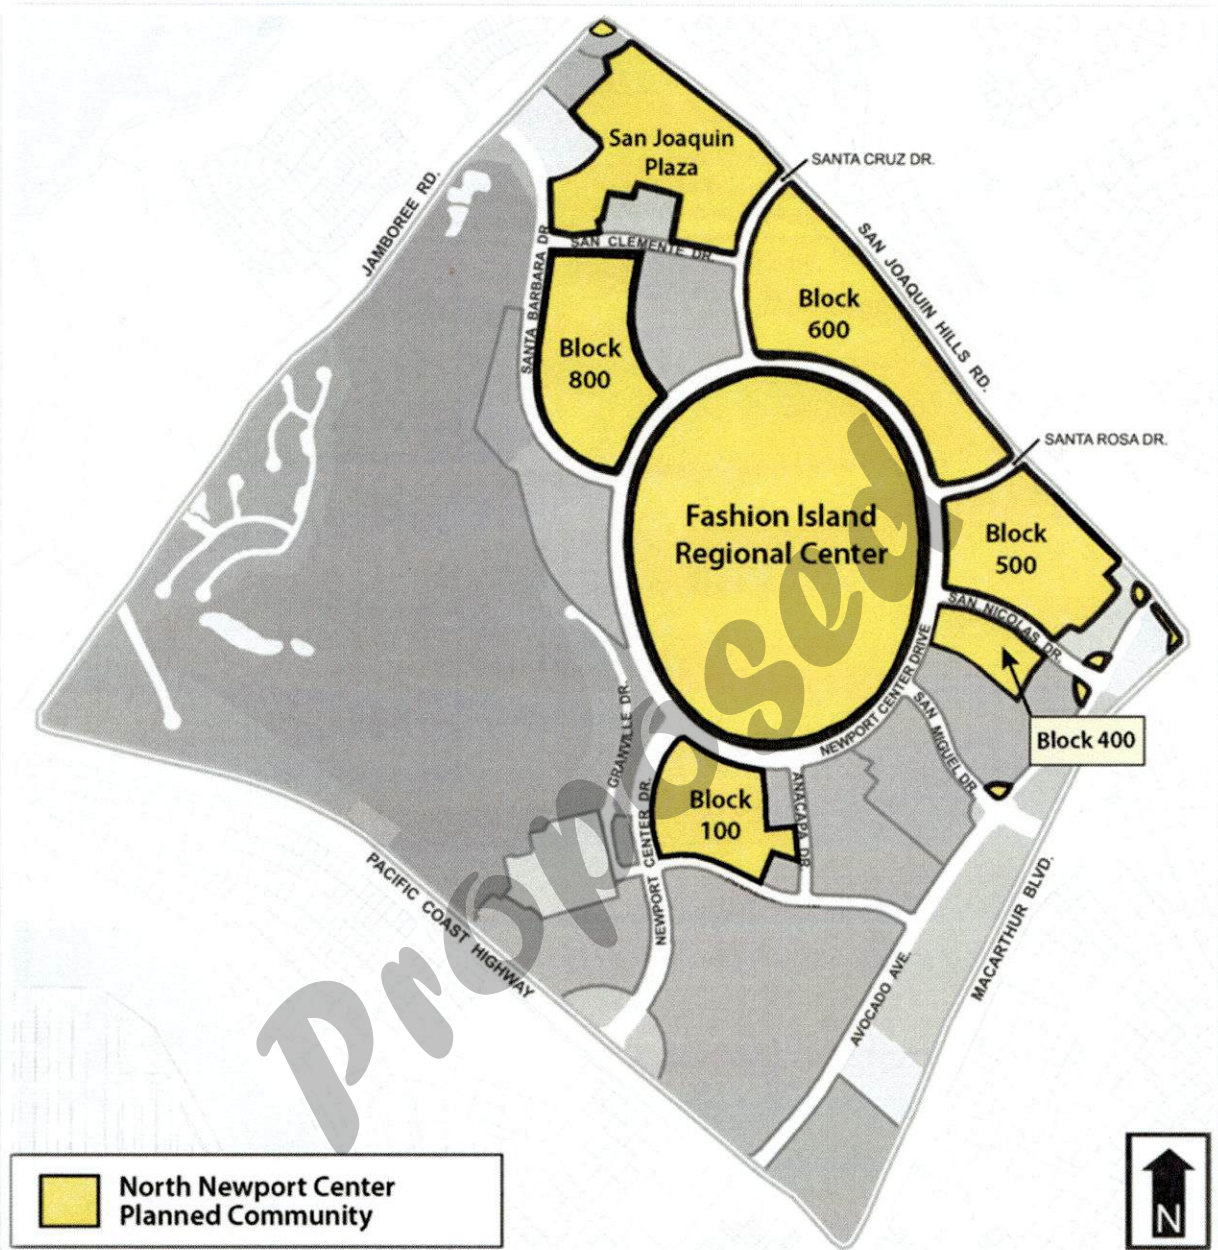 San Joaquin
Plaza
SANTA CRUZ DR.
JAMBOREE RD.
SAN JOAQUIN HILLS RD.
SAN CLEMENTE DR.
SANTA BARBARA DR
Block
600
Block
800
SANTA ROSA DR.
Fashion Island
Regional Center
Block
500
SAN NICOLAS DR.
NEWPORT CENTER DRIVE
SAN MIGUEL DR.
Block 400
GRANVILLE DR.
Block
100
ANACAPA DR
NEWPORT CENTER DR.
PACIFIC COAST HIGHWAY
AVOCADO AVE.
MACARTHUR BLVD.
Proposed
North Newport Center
Planned Community
N